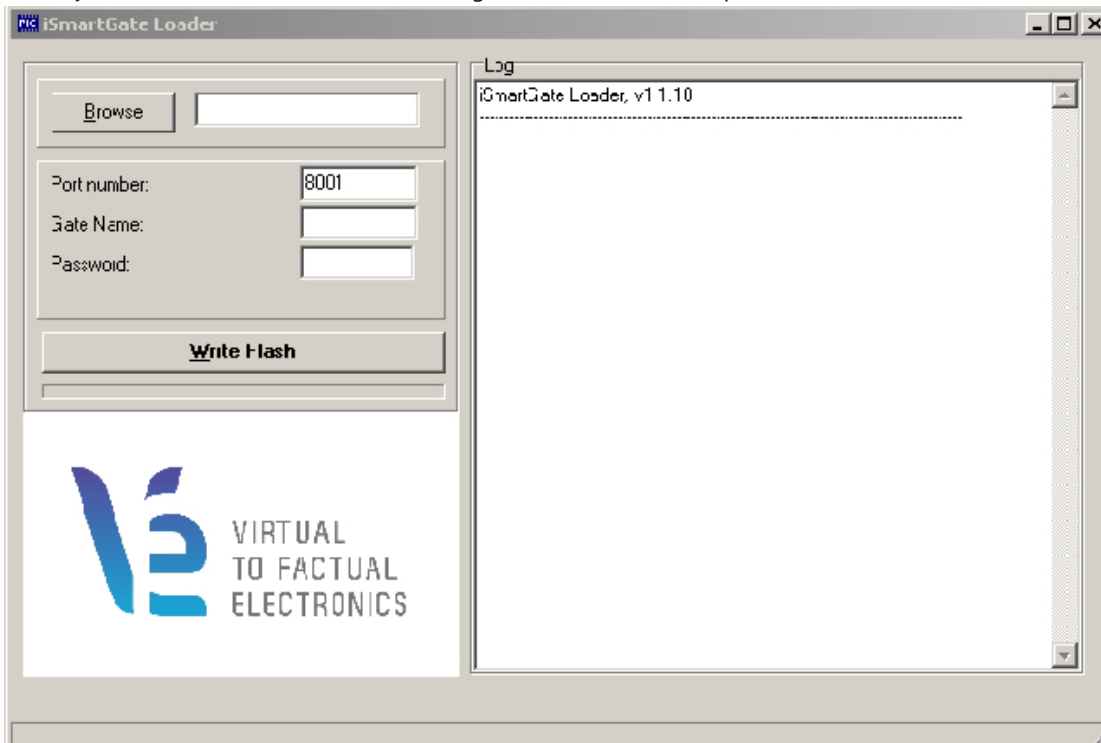 PIC iSmartGate Loader
Browse
Port number:
8001
Gate Name:
Password:
Write Flash
VIRTUAL
TO FACTUAL
ELECTRONICS
Log
iSmartGate Loader, v1.1.10